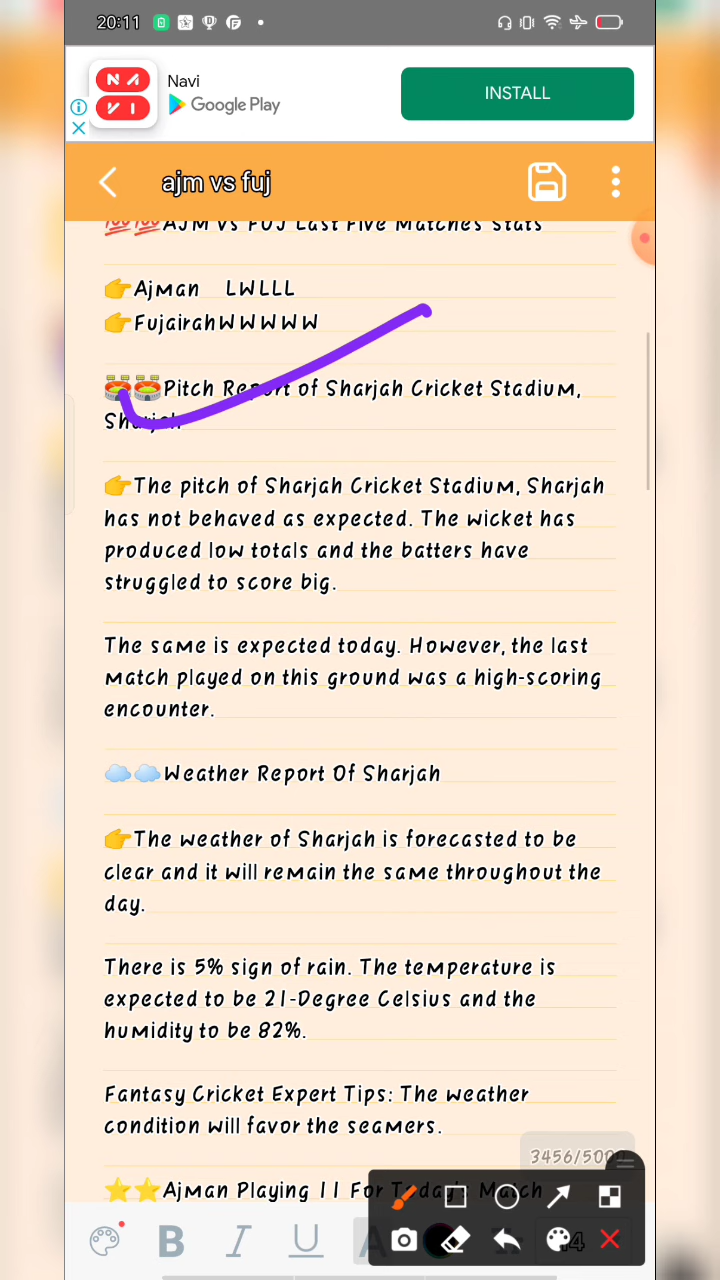 20:11
Navi
Google Play
INSTALL
NAVI
ajm vs fuj
💯💯AJM vs FUJ Last Five Matches Stats
👉Ajman LWLLL
👉FujairahWWWWW
🏟️🏟️Pitch Report of Sharjah Cricket Stadium,
Sharjah
👉The pitch of Sharjah Cricket Stadium, Sharjah
has not behaved as expected. The wicket has
produced low totals and the batters have
struggled to score big.
The same is expected today. However, the last
match played on this ground was a high-scoring
encounter.
☁️☁️Weather Report Of Sharjah
👉The weather of Sharjah is forecasted to be
clear and it will remain the same throughout the
day.
There is 5% sign of rain. The temperature is
expected to be 21-Degree Celsius and the
humidity to be 82%.
Fantasy Cricket Expert Tips: The weather
condition will favor the seamers.
3456/5000
⭐⭐Ajman Playing 11 For Today's Match
B I U A